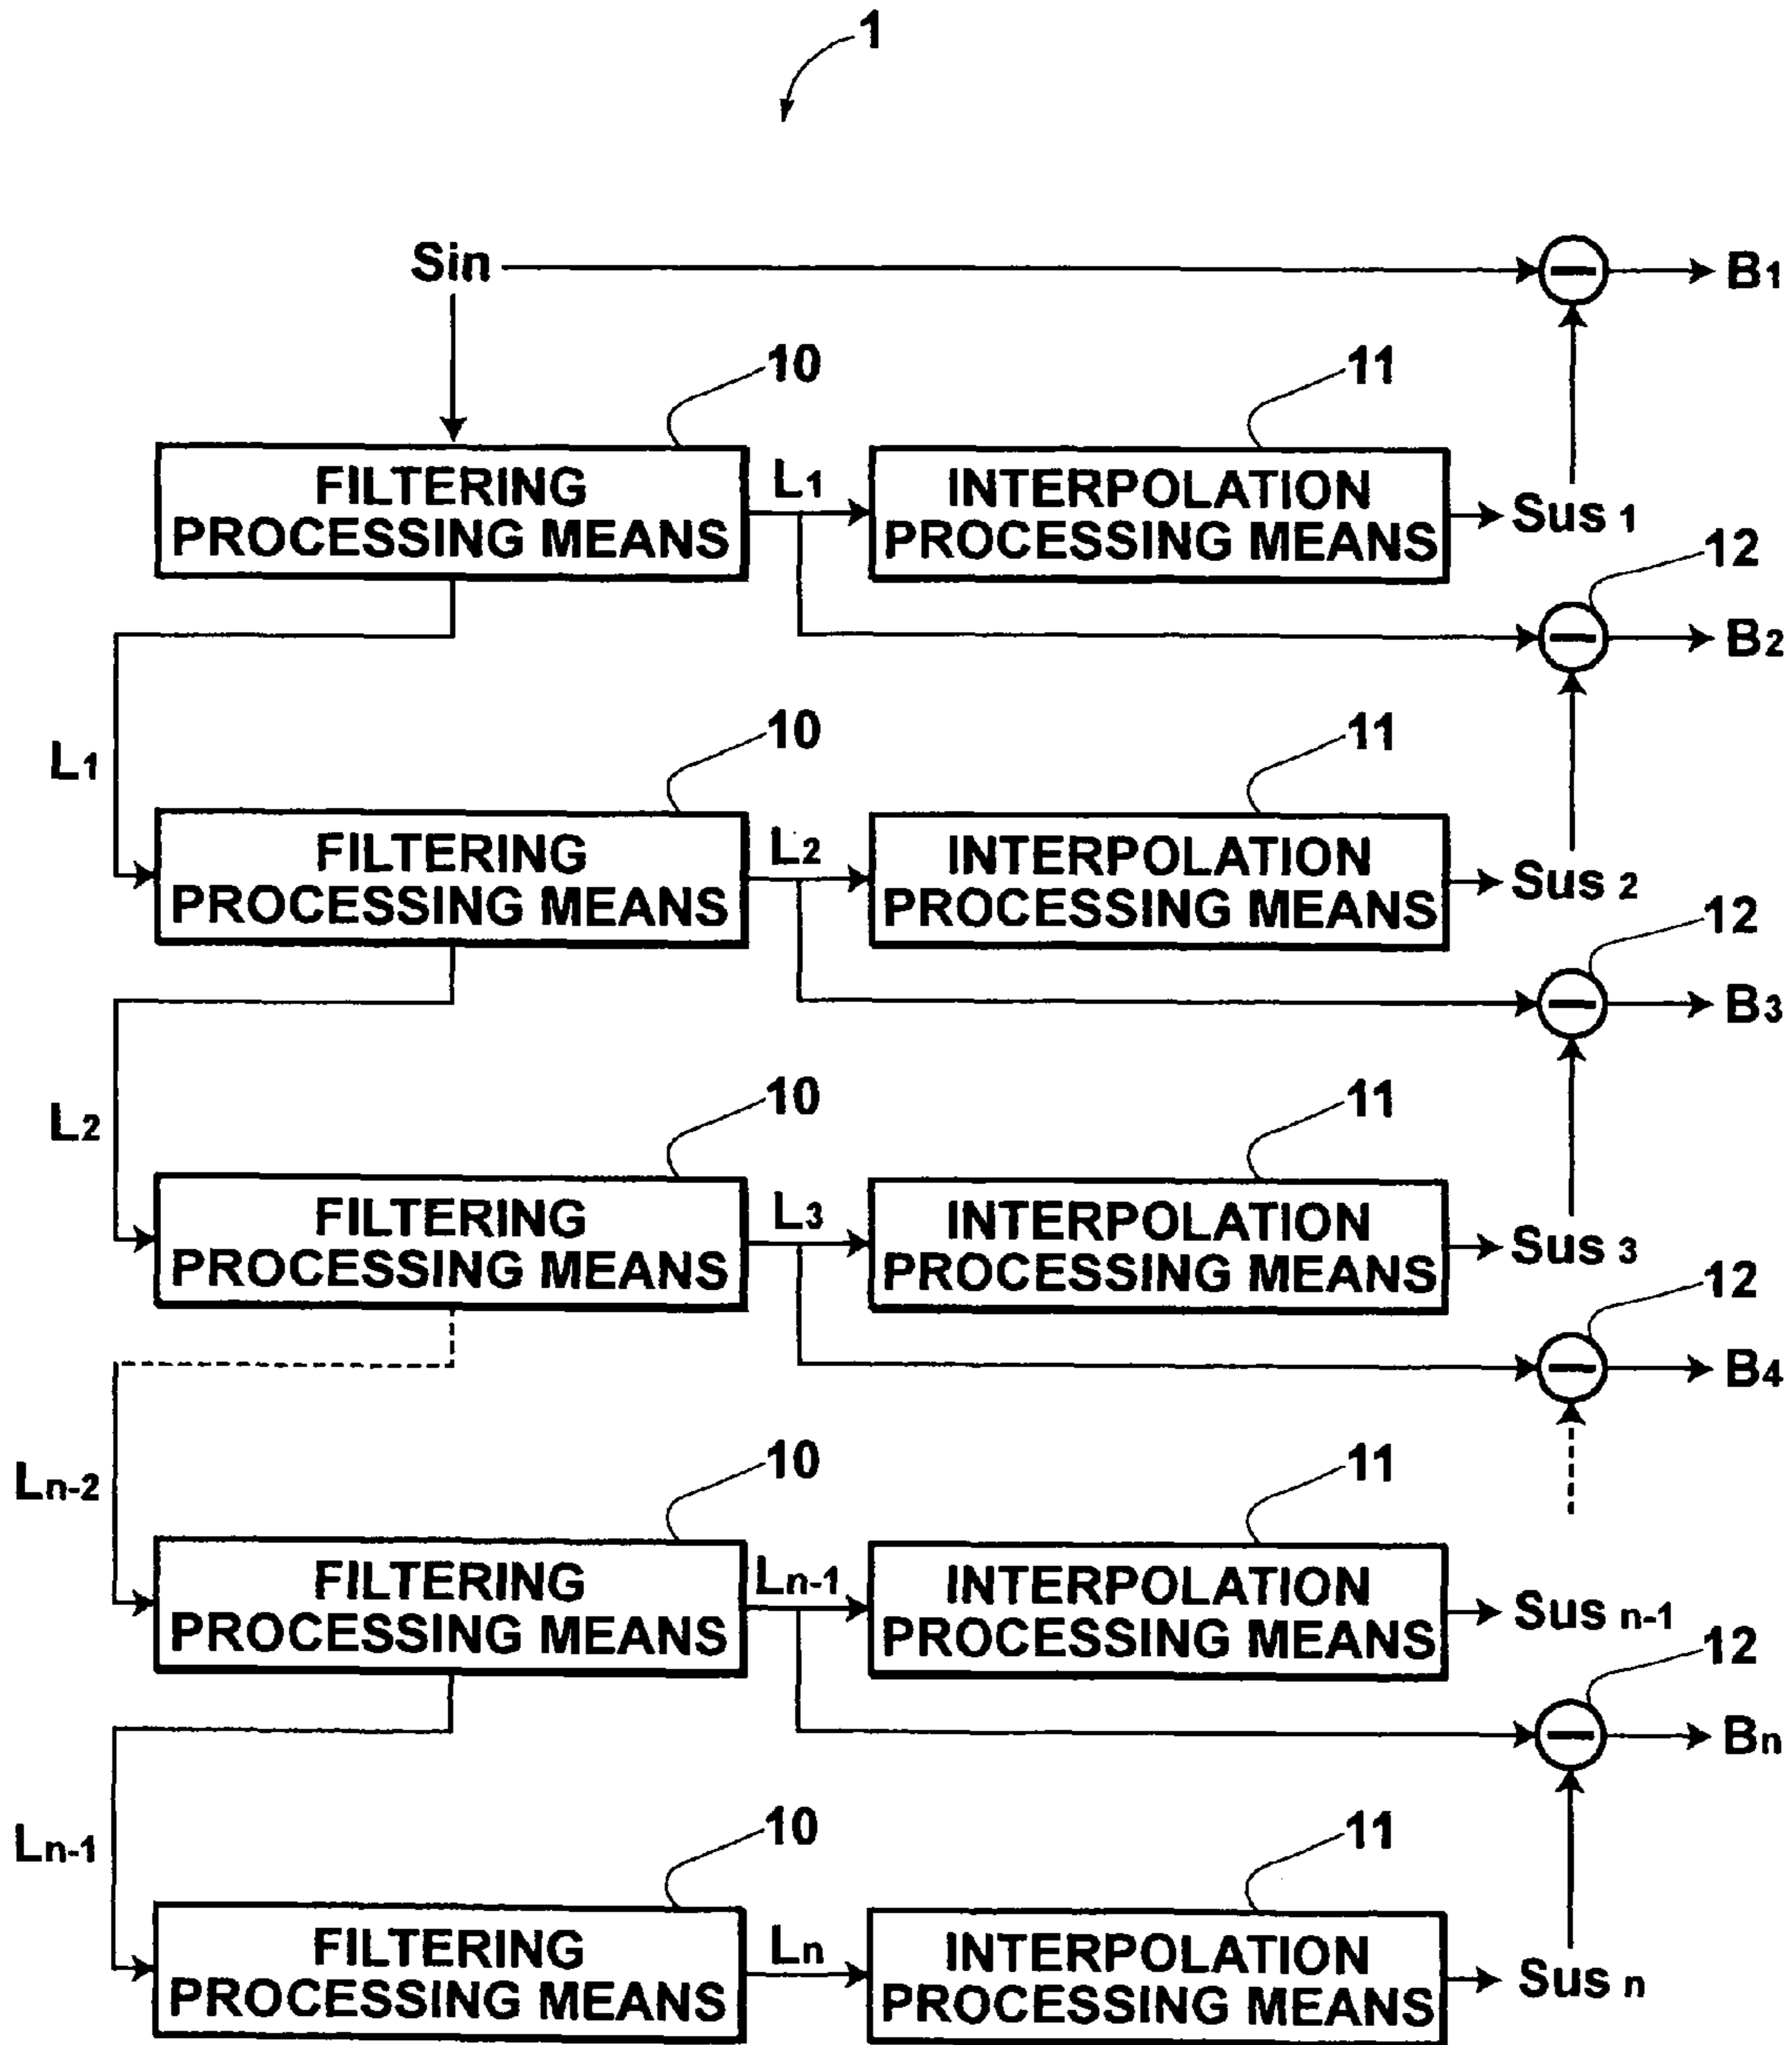 1
Sin
B1
10
11
FILTERING
PROCESSING MEANS
L1
INTERPOLATION
PROCESSING MEANS
Sus 1
12
B2
L1
10
11
FILTERING
PROCESSING MEANS
L2
INTERPOLATION
PROCESSING MEANS
Sus 2
12
B3
L2
10
11
FILTERING
PROCESSING MEANS
L3
INTERPOLATION
PROCESSING MEANS
Sus 3
12
B4
Ln-2
10
11
FILTERING
PROCESSING MEANS
Ln-1
INTERPOLATION
PROCESSING MEANS
Sus n-1
12
Bn
Ln-1
10
11
FILTERING
PROCESSING MEANS
Ln
INTERPOLATION
PROCESSING MEANS
Sus n